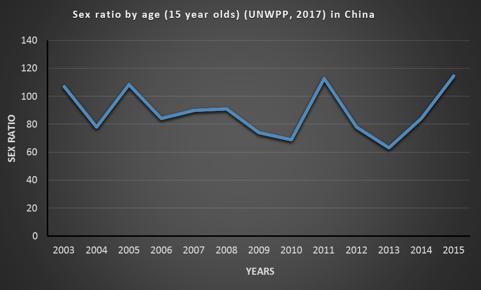 Sex ratio by age (15 year olds) (UNWPP, 2017) in China
140
120
100
80
60
40
20
0
SEX RATIO
2003 2004 2005 2006 2007 2008 2009 2010 2011 2012 2013 2014 2015
YEARS